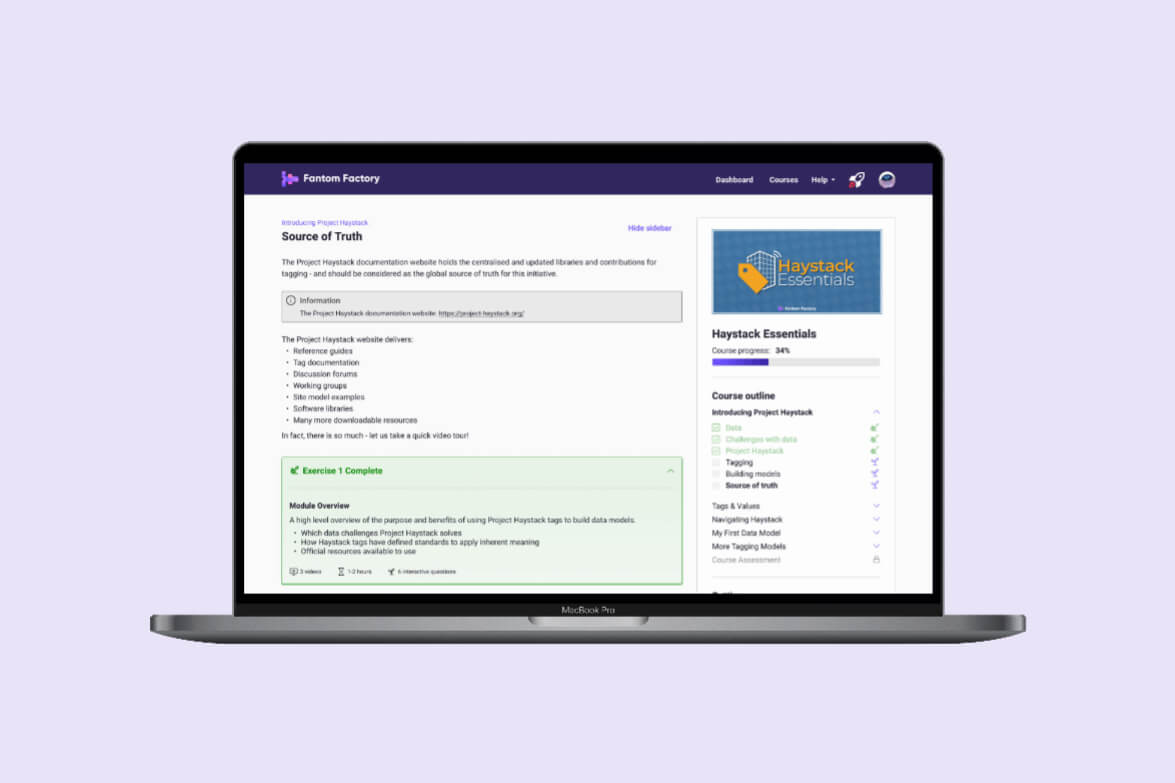 Fantom Factory
Dashboard
Courses
Help
Introducing Project Haystack
Source of Truth
Hide sidebar
The Project Haystack documentation website holds the centralised and updated libraries and contributions for
tagging - and should be considered as the global source of truth for this initiative.
Information
The Project Haystack documentation website: https://project-haystack.org/
The Project Haystack website delivers:
• Reference guides
• Tag documentation
• Discussion forums
• Working groups
• Site model examples
• Software libraries
• Many more downloadable resources
In fact, there is so much - let us take a quick video tour!
Exercise 1 Complete
Module Overview
A high level overview of the purpose and benefits of using Project Haystack tags to build data models.
• Which data challenges Project Haystack solves
• How Haystack tags have defined standards to apply inherent meaning
• Official resources available to use
3 videos
1-2 hours
6 interactive questions
Haystack
Essentials
Fantom Factory
Haystack Essentials
Course progress: 34%
Course outline
Introducing Project Haystack
Data
Challenges with data
Project Haystack
Tagging
Building models
Source of truth
Tags & Values
Navigating Haystack
My First Data Model
More Tagging Models
Course Assessment
MacBook Pro